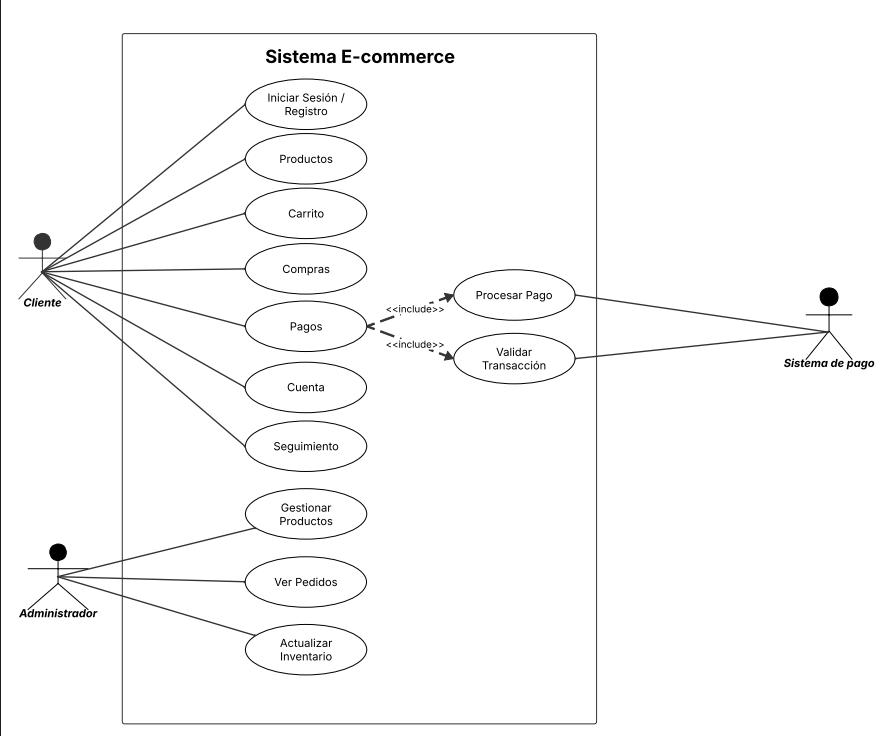 Sistema E-commerce
Iniciar Sesión /
Registro
Productos
Carrito
Compras
Pagos
Cuenta
Seguimiento
<<include>>
<<include>>
Procesar Pago
Validar
Transacción
Gestionar
Productos
Ver Pedidos
Actualizar
Inventario
Cliente
Administrador
Sistema de pago